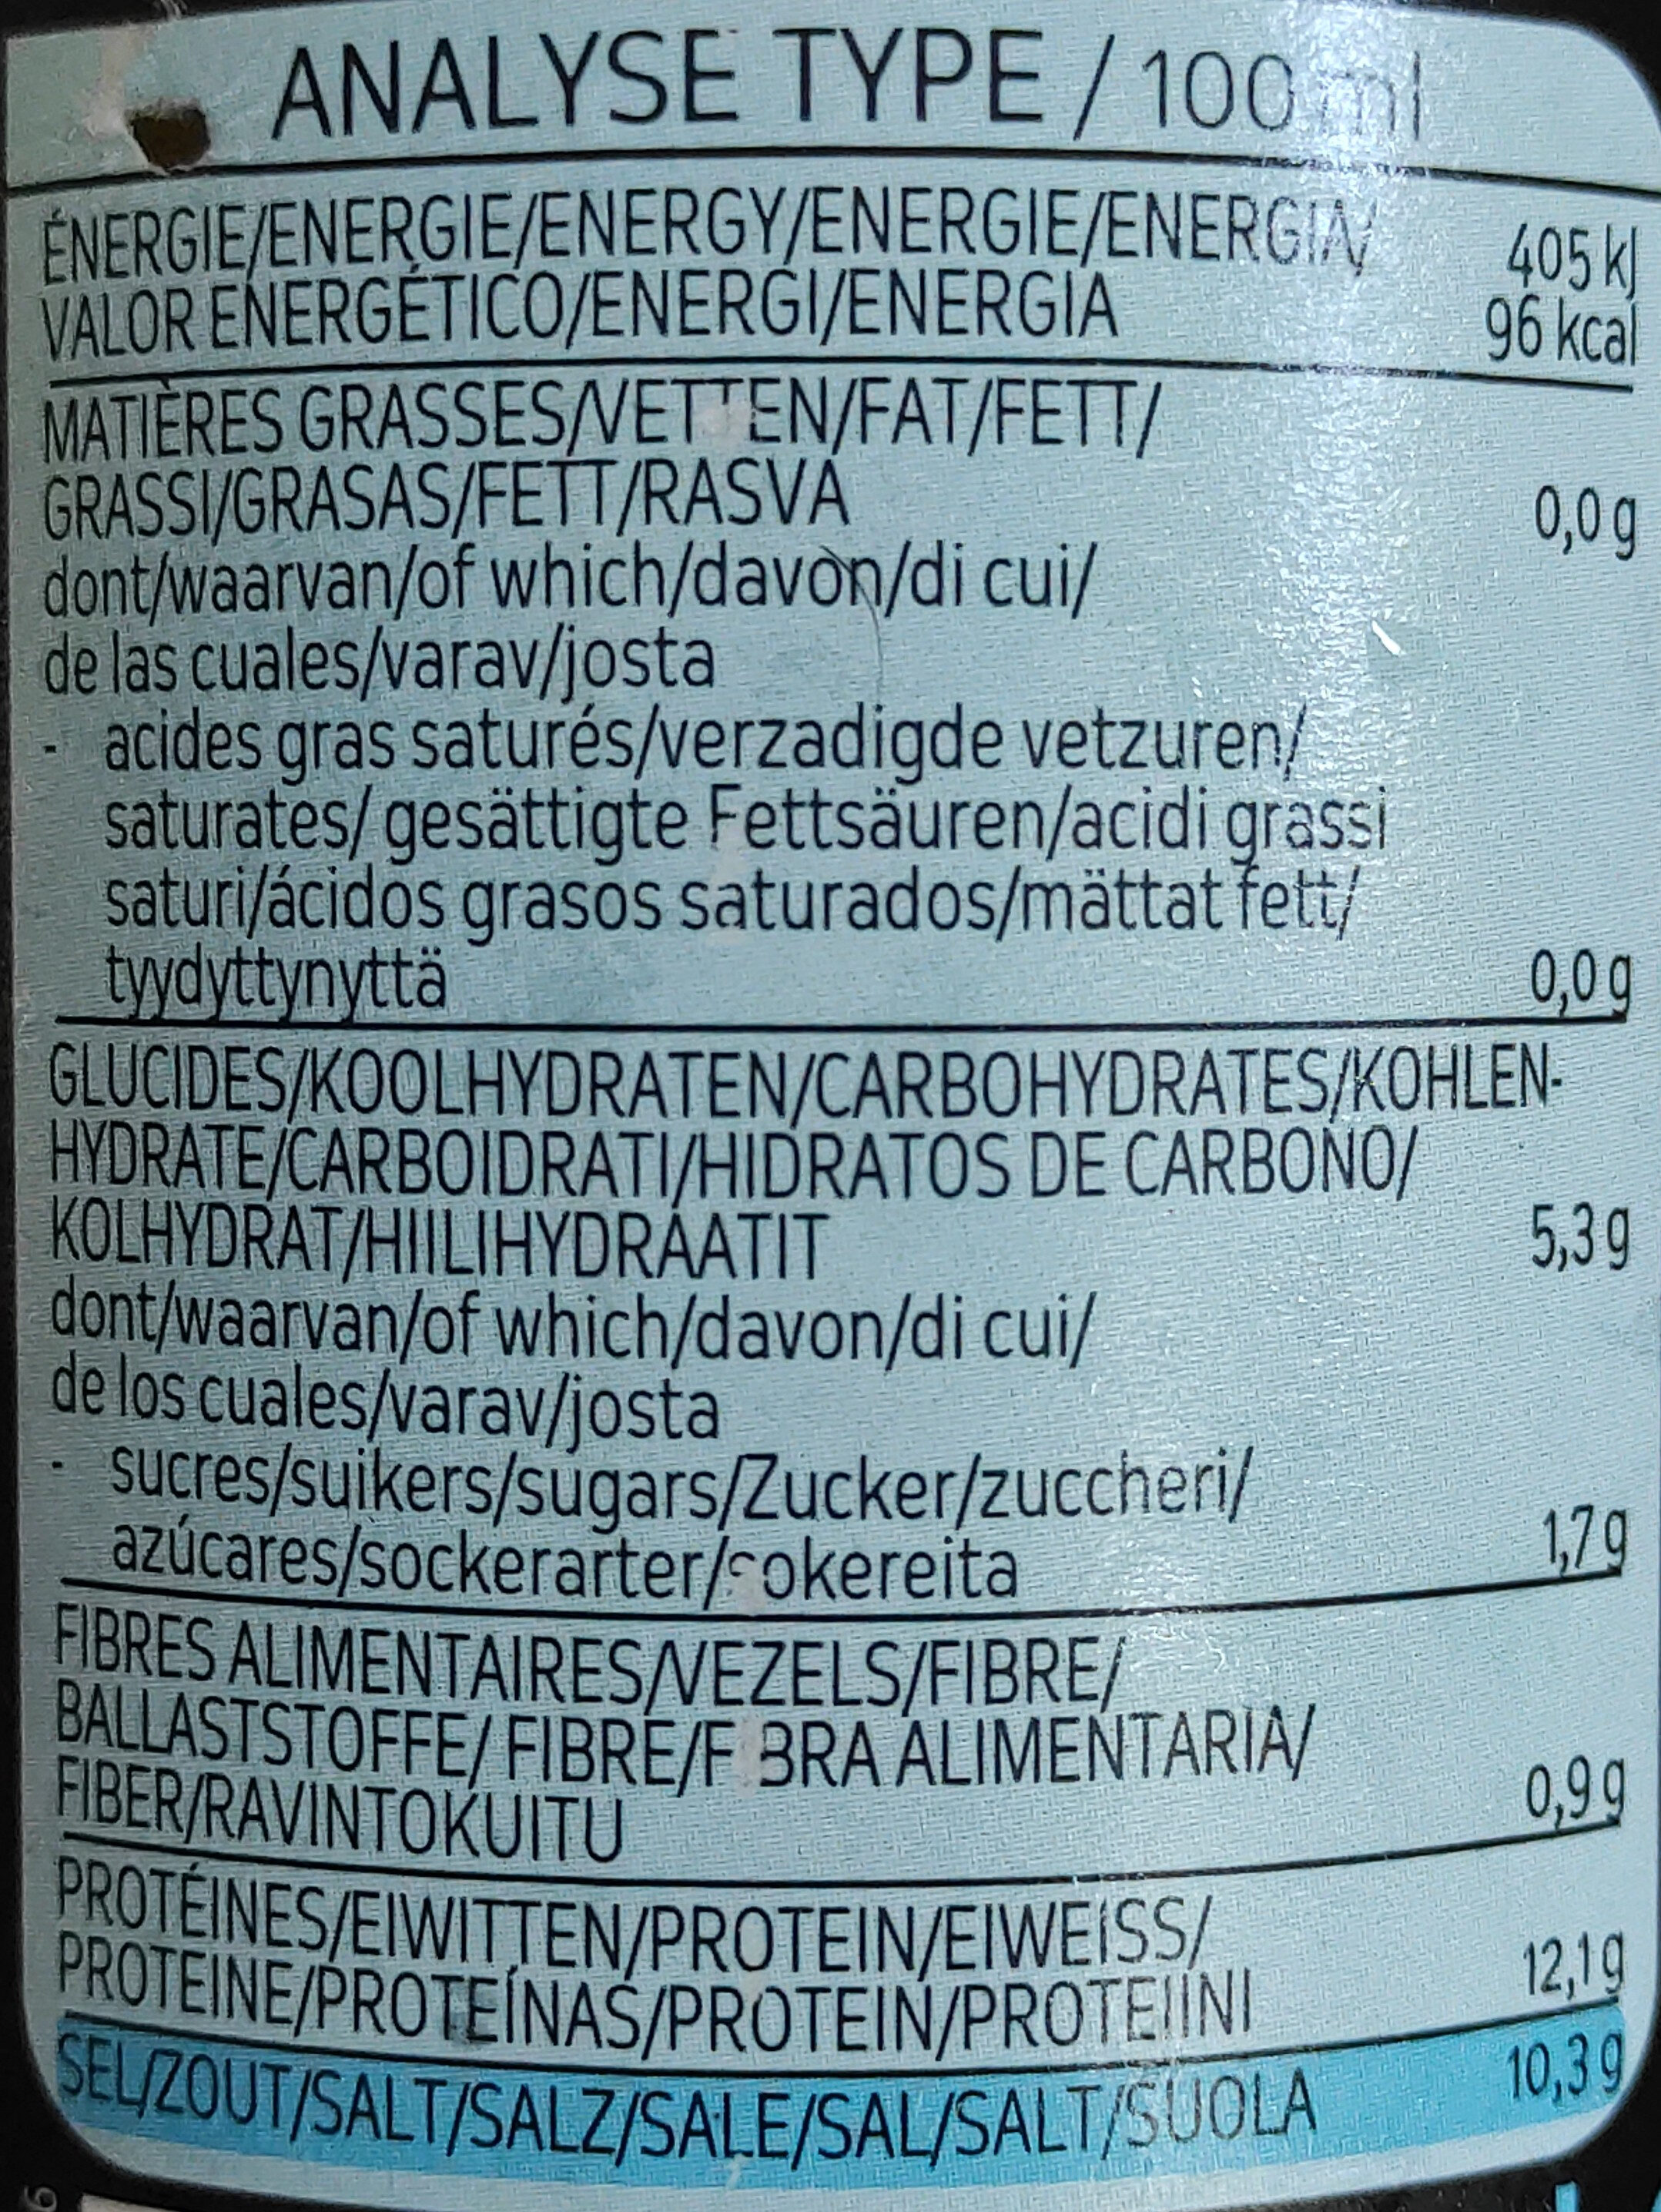 ANALYSE TYPE / 100 ml
ÉNERGIE/ENERGIE/ENERGY/ENERGIE/ENERGIA/
VALOR ENERGÉTICO/ENERGI/ENERGIA
405 kJ
96 kcal
MATIÈRES GRASSES/VETTEN/FAT/FETT/
GRASSI/GRASAS/FETT/RASVA 0,0 g
dont/waarvan/of which/davon/di cui/
de las cuales/varav/josta
- acides gras saturés/verzadigde vetzuren/
saturates/ gesättigte Fettsäuren/acidi grassi
saturi/ácidos grasos saturados/mättat fett/
tyydyttynyttä 0,0 g
GLUCIDES/KOOLHYDRATEN/CARBOHYDRATES/KOHLEN-
HYDRATE/CARBOIDRATI/HIDRATOS DE CARBONO/
KOLHYDRAT/HIILIHYDRAATIT 5,3 g
dont/waarvan/of which/davon/di cui/
de los cuales/varav/josta
- sucres/suikers/sugars/Zucker/zuccheri/
azúcares/sockerarter/sokereita 1,7 g
FIBRES ALIMENTAIRES/VEZELS/FIBRE/
BALLASTSTOFFE/ FIBRE/FIBRA ALIMENTARIA/
FIBER/RAVINTOKUITU 0,9 g
PROTÉINES/EIWITTEN/PROTEIN/EIWEISS/
PROTEINE/PROTEÍNAS/PROTEIN/PROTEIINI 12,1 g
SEL/ZOUT/SALT/SALZ/SALE/SAL/SALT/SUOLA 10,3 g